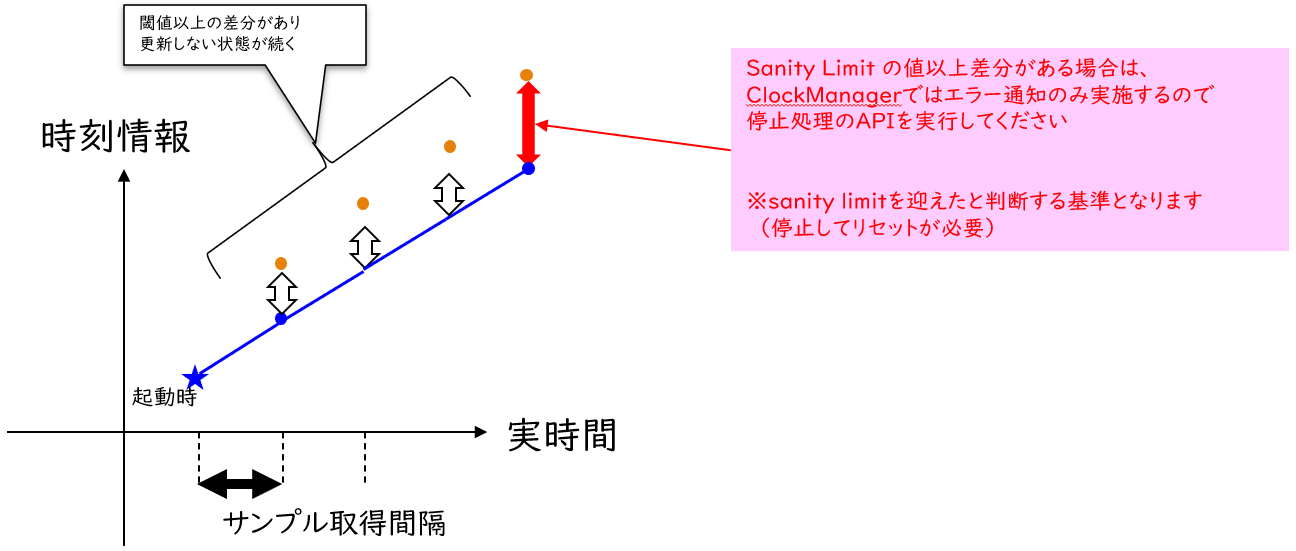 閾値以上の差分があり
更新しない状態が続く
時刻情報
Sanity Limit の値以上差分がある場合は、
ClockManagerではエラー通知のみ実施するので
停止処理のAPIを実行してください
※sanity limitを迎えたと判断する基準となります
（停止してリセットが必要）
起動時
実時間
サンプル取得間隔